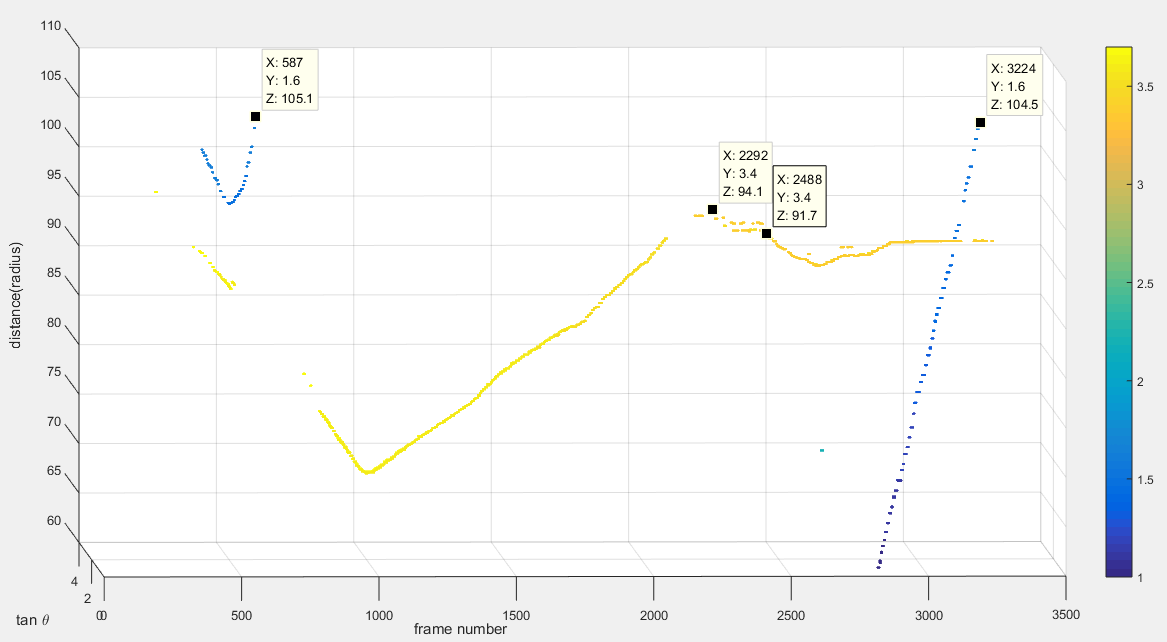 110
105
100
95
90
85
80
75
70
65
60
distance(radius)
X: 587
Y: 1.6
Z: 105.1
X: 2292
Y: 3.4
Z: 94.1
X: 2488
Y: 3.4
Z: 91.7
X: 3224
Y: 1.6
Z: 104.5
3.5
3
2.5
2
1.5
1
4
2
0
tan θ
0
500
1000
1500
2000
2500
3000
3500
frame number